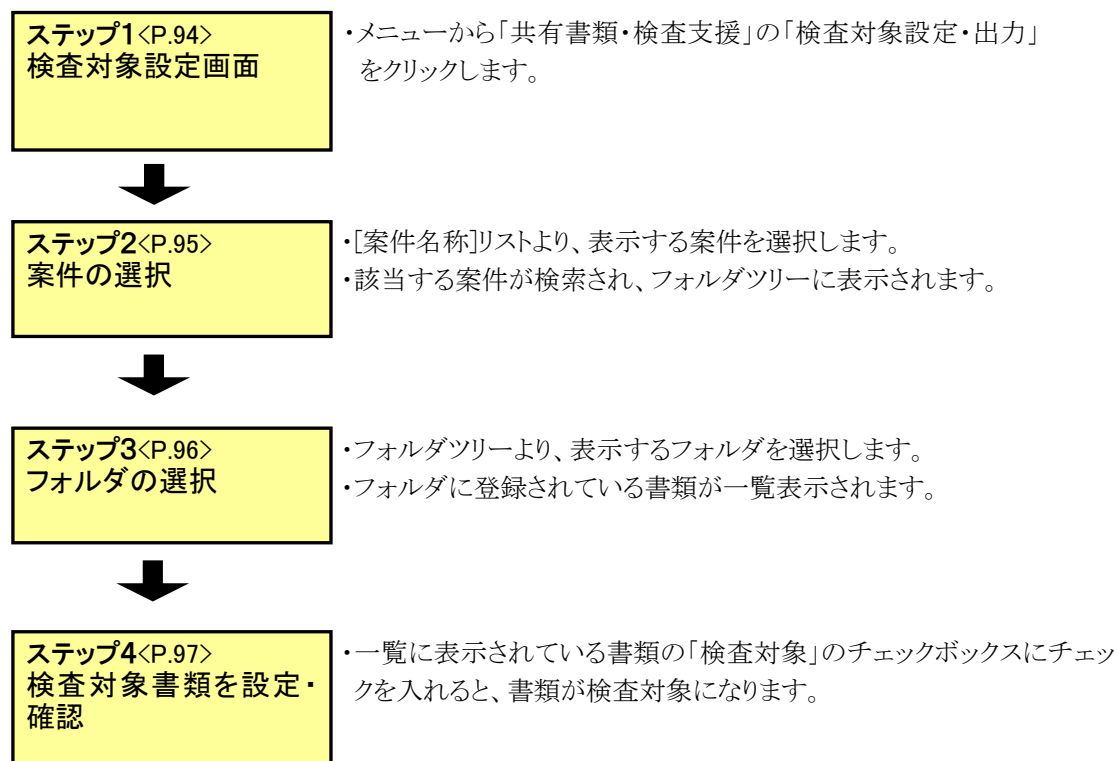 ステップ1<P.94>
検査対象設定画面
・メニューから「共有書類・検査支援」の「検査対象設定・出力」
をクリックします。
ステップ2<P.95>
案件の選択
・[案件名称]リストより、表示する案件を選択します。
・該当する案件が検索され、フォルダツリーに表示されます。
ステップ3<P.96>
フォルダの選択
・フォルダツリーより、表示するフォルダを選択します。
・フォルダに登録されている書類が一覧表示されます。
ステップ4<P.97>
検査対象書類を設定・
確認
・一覧に表示されている書類の「検査対象」のチェックボックスにチェッ
クを入れると、書類が検査対象になります。